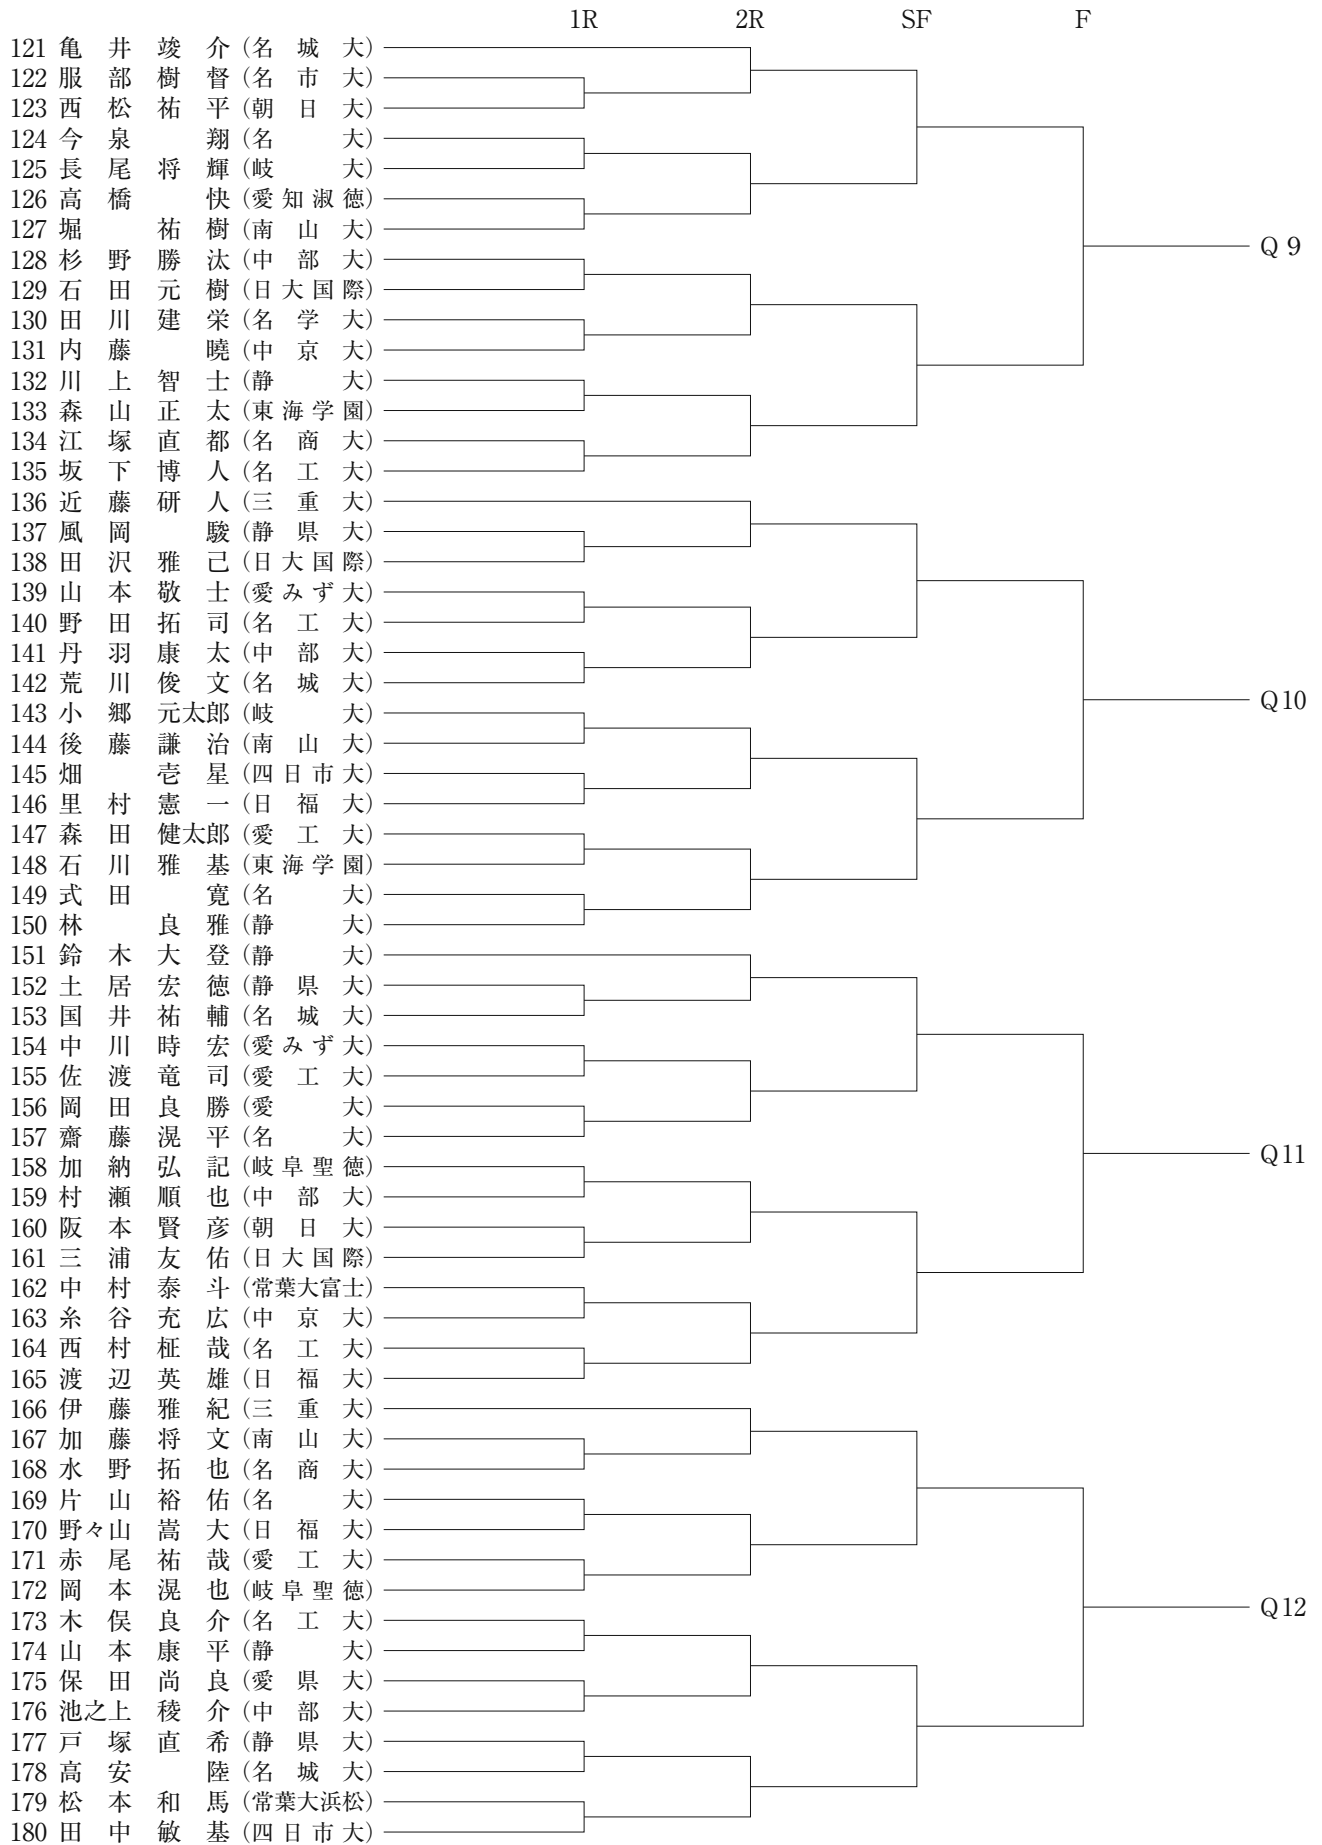 1R 2R SF F
121 亀井竣介（名城大）
122 服部樹督（名市大）
123 西松祐平（朝日大）
124 今泉翔（名大）
125 長尾将輝（岐大）
126 高橋快（愛知淑徳）
127 堀祐樹（南山大）
128 杉野勝汰（中部大）
Q 9
129 石田元樹（日大国際）
130 田川建栄（名学大）
131 内藤曉（中京大）
132 川上智士（静大）
133 森山正太（東海学園）
134 江塚直都（名商大）
135 坂下博人（名工大）
136 近藤研人（三重大）
137 風岡駿（静県大）
138 田沢雅己（日大国際）
139 山本敬士（愛みず大）
140 野田拓司（名工大）
141 丹羽康太（中部大）
142 荒川俊文（名城大）
143 小郷元太郎（岐大）
Q10
144 後藤謙治（南山大）
145 畑壱星（四日市大）
146 里村憲一（日福大）
147 森田健太郎（愛工大）
148 石川雅基（東海学園）
149 式田寛（名大）
150 林良雅（静大）
151 鈴木大登（静大）
152 土居宏徳（静県大）
153 国井祐輔（名城大）
154 中川時宏（愛みず大）
155 佐渡竜司（愛工大）
156 岡田良勝（愛大）
157 齋藤滉平（名大）
158 加納弘記（岐阜聖徳）
Q11
159 村瀬順也（中部大）
160 阪本賢彦（朝日大）
161 三浦友佑（日大国際）
162 中村泰斗（常葉大富士）
163 糸谷充広（中京大）
164 西村柾哉（名工大）
165 渡辺英雄（日福大）
166 伊藤雅紀（三重大）
167 加藤将文（南山大）
168 水野拓也（名商大）
169 片山裕佑（名大）
170 野々山嵩大（日福大）
171 赤尾祐哉（愛工大）
172 岡本滉也（岐阜聖徳）
173 木俣良介（名工大）
Q12
174 山本康平（静大）
175 保田尚良（愛県大）
176 池之上稜介（中部大）
177 戸塚直希（静県大）
178 高安陸（名城大）
179 松本和馬（常葉大浜松）
180 田中敏基（四日市大）